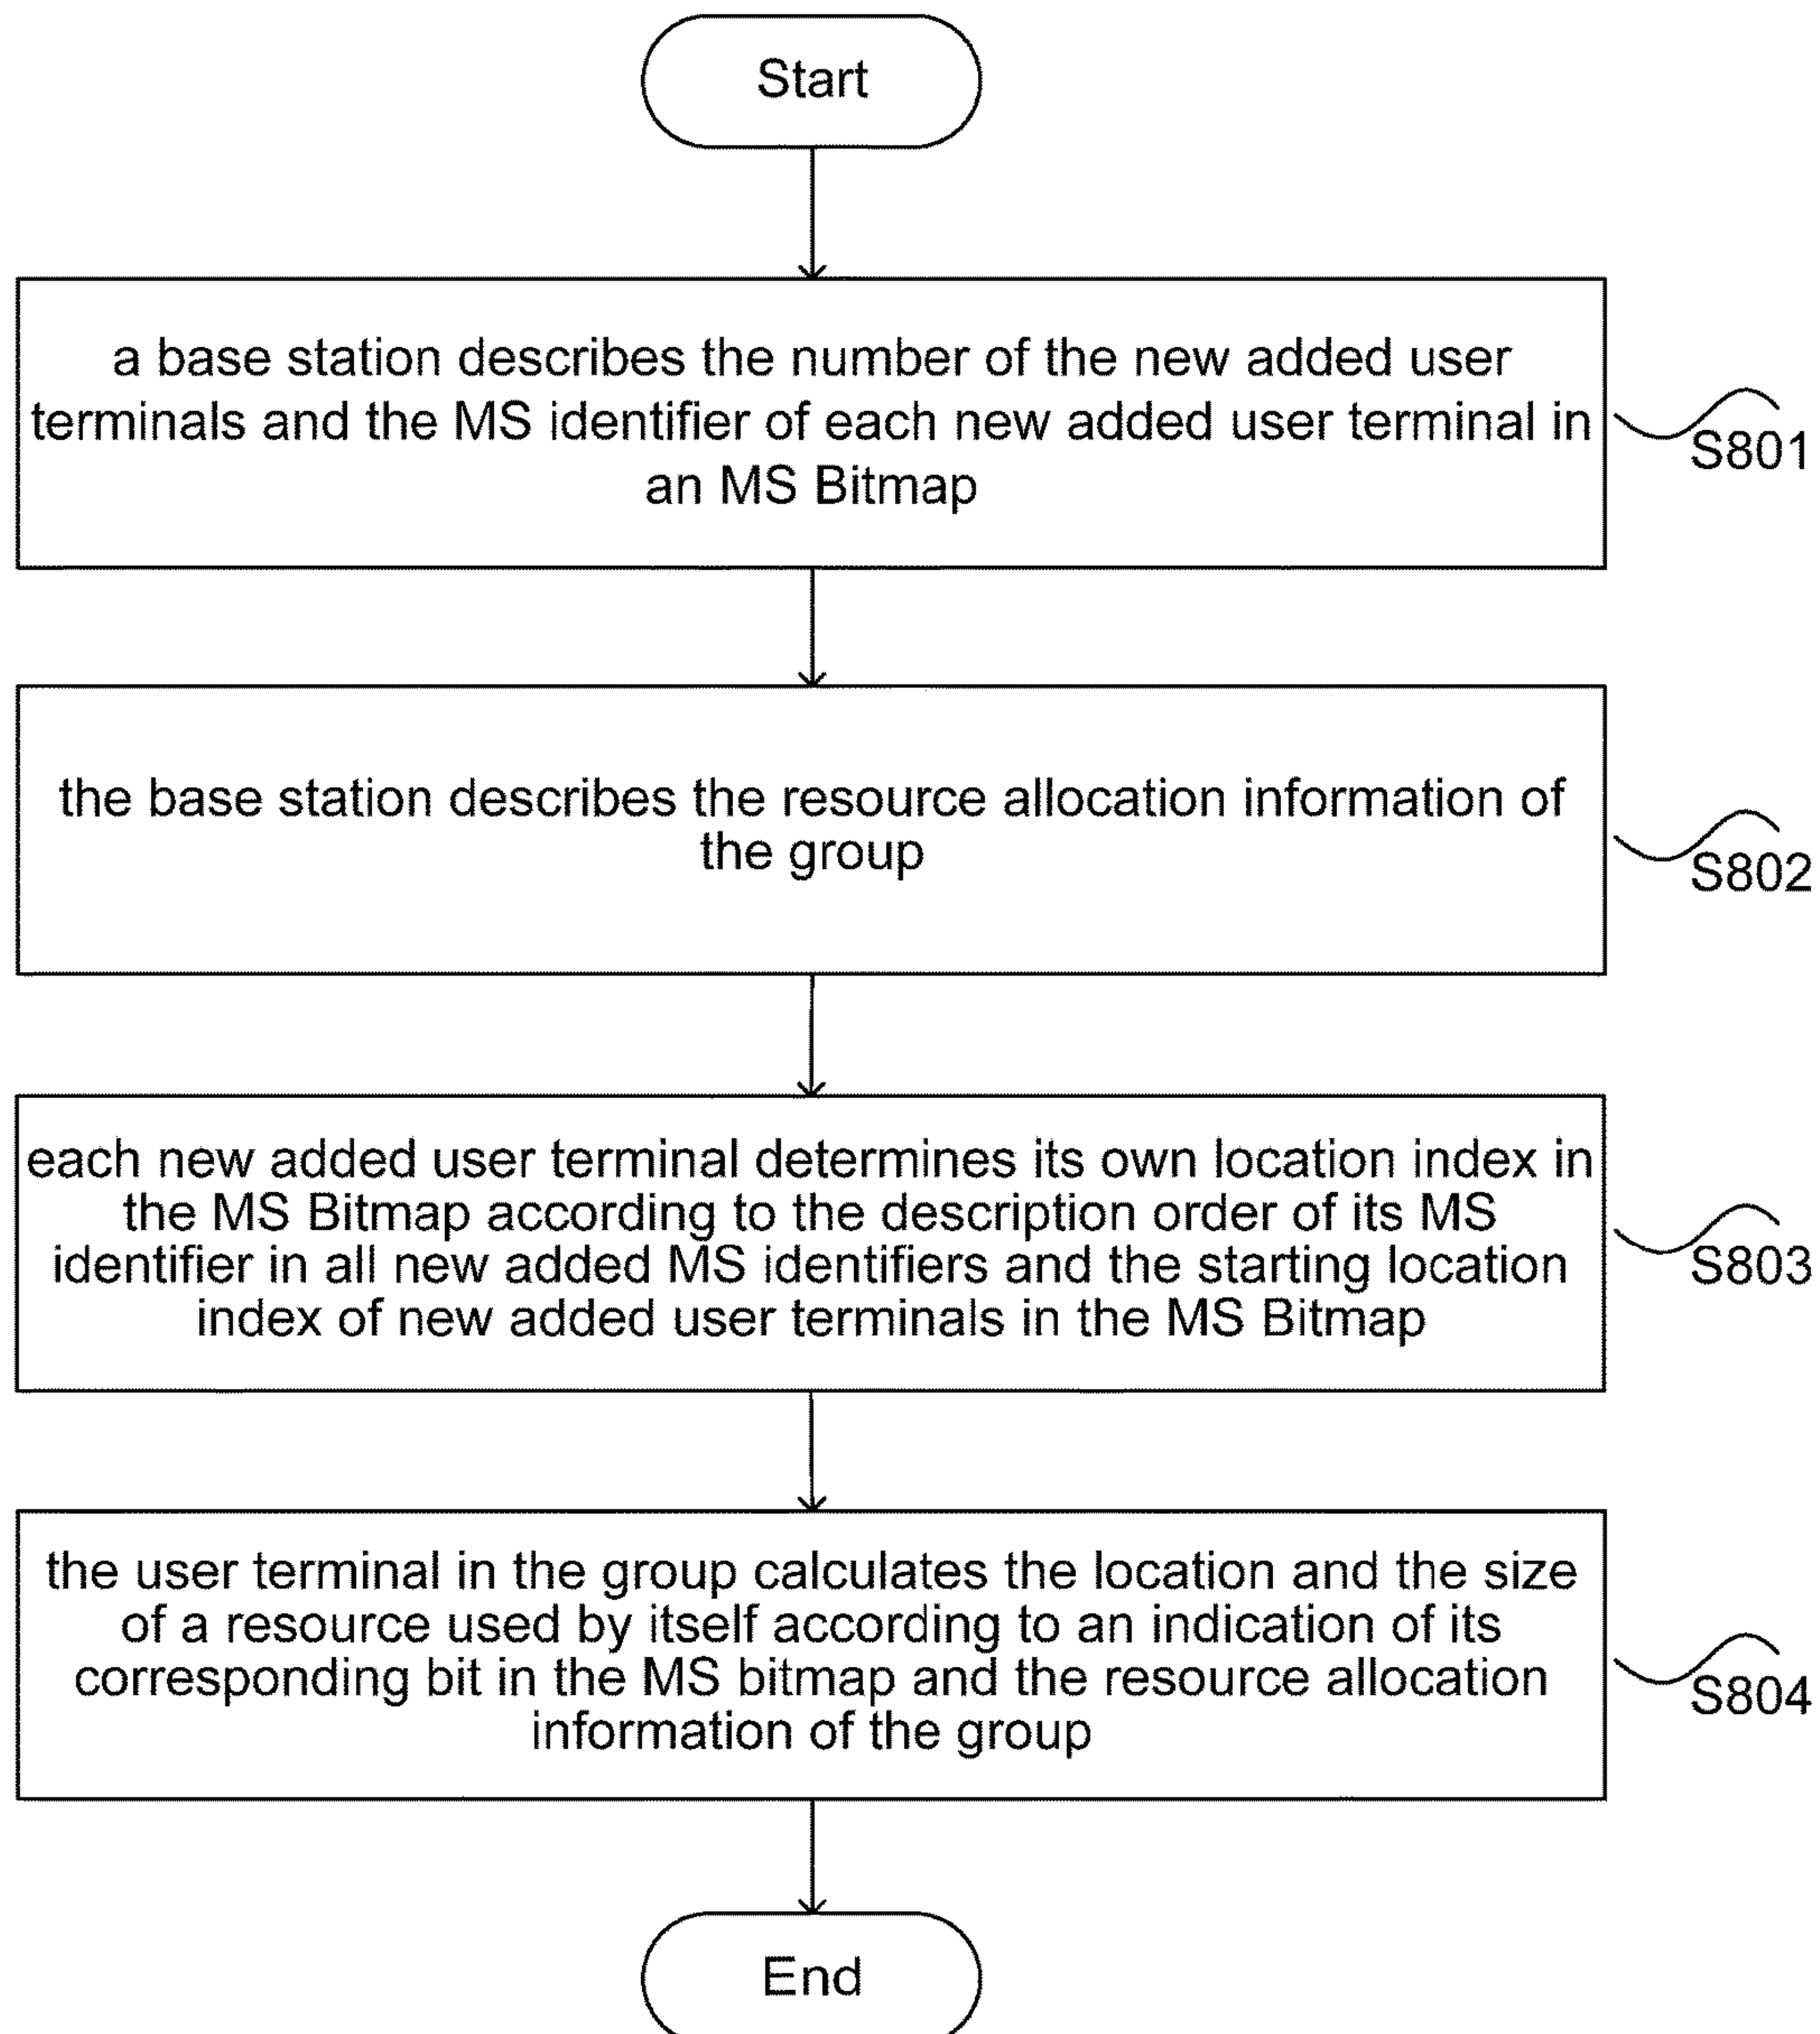 Start
a base station describes the number of the new added user
terminals and the MS identifier of each new added user terminal in
an MS Bitmap
S801
the base station describes the resource allocation information of
the group
S802
each new added user terminal determines its own location index in
the MS Bitmap according to the description order of its MS
identifier in all new added MS identifiers and the starting location
index of new added user terminals in the MS Bitmap
S803
the user terminal in the group calculates the location and the size
of a resource used by itself according to an indication of its
corresponding bit in the MS bitmap and the resource allocation
information of the group
S804
End